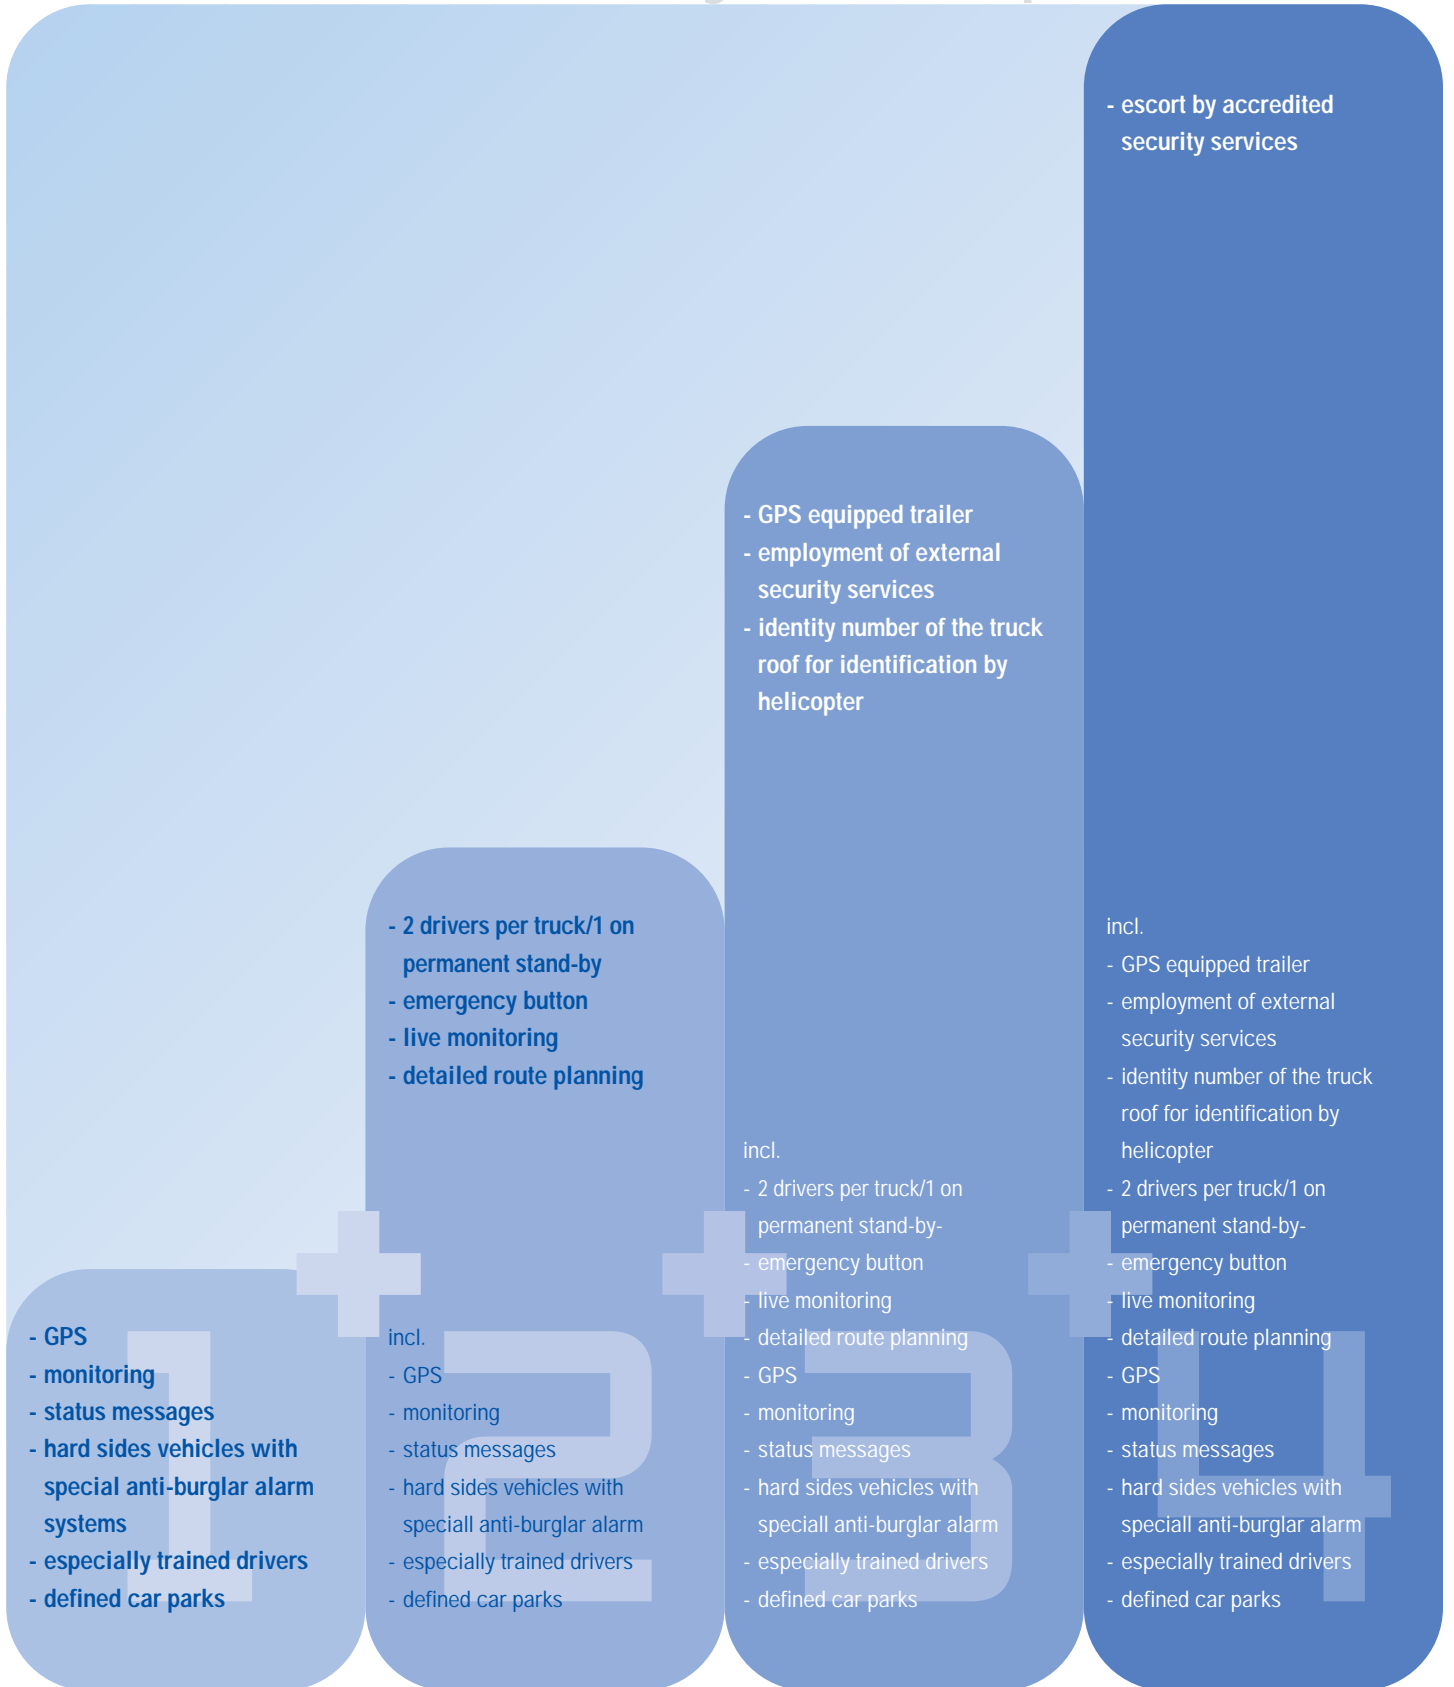 - GPS
- monitoring
- status messages
- hard sides vehicles with
special anti-burglar alarm
systems
- especially trained drivers
- defined car parks
1
+
- 2 drivers per truck/1 on
permanent stand-by
- emergency button
- live monitoring
- detailed route planning
incl.
- GPS
- monitoring
- status messages
- hard sides vehicles with
speciall anti-burglar alarm
- especially trained drivers
- defined car parks
2
+
- GPS equipped trailer
- employment of external
security services
- identity number of the truck
roof for identification by
helicopter
incl.
- 2 drivers per truck/1 on
permanent stand-by-
- emergency button
- live monitoring
- detailed route planning
- GPS
- monitoring
- status messages
- hard sides vehicles with
speciall anti-burglar alarm
- especially trained drivers
- defined car parks
3
+
- escort by accredited
security services
incl.
- GPS equipped trailer
- employment of external
security services
- identity number of the truck
roof for identification by
helicopter
- 2 drivers per truck/1 on
permanent stand-by-
- emergency button
- live monitoring
- detailed route planning
- GPS
- monitoring
- status messages
- hard sides vehicles with
speciall anti-burglar alarm
- especially trained drivers
- defined car parks
4